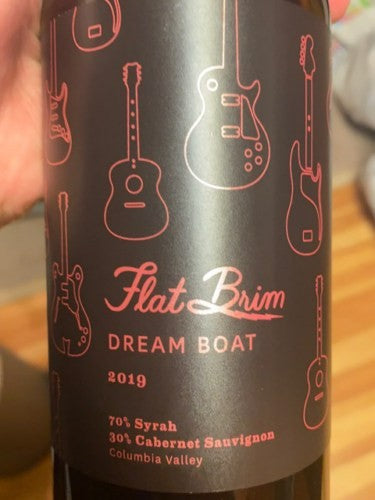 Flat Brim
DREAM BOAT
2019
70% Syrah
30% Cabernet Sauvignon
Columbia Valley